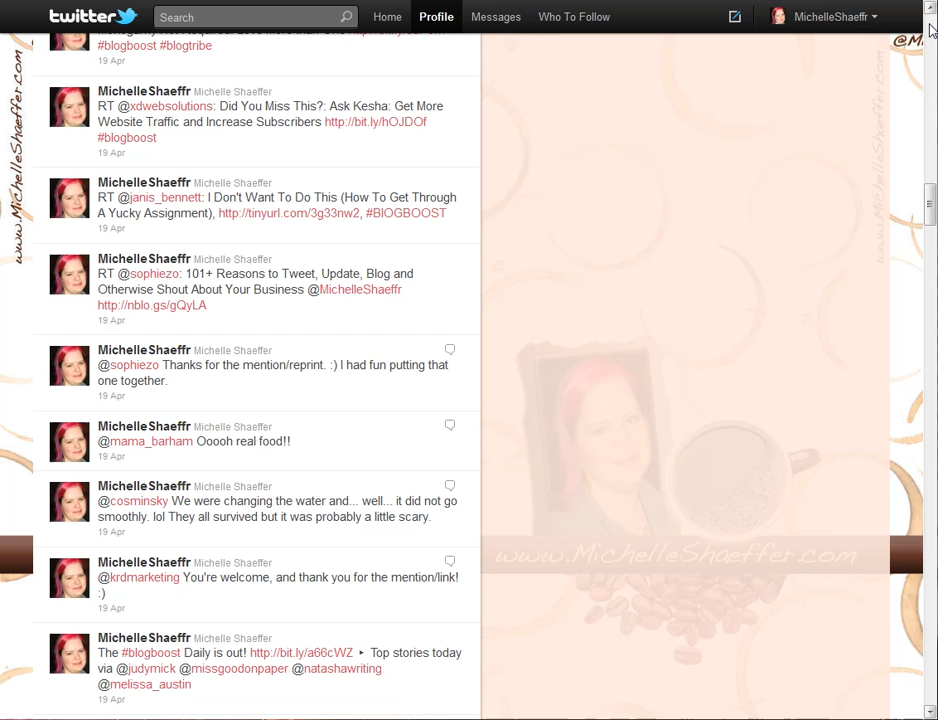 twitter Search Home Profile Messages Who To Follow MichelleShaeffr
#blogboost #blogtribe
19 Apr
MichelleShaeffr Michelle Shaeffer
RT @xdwebsolutions: Did You Miss This?: Ask Kesha: Get More
Website Traffic and Increase Subscribers http://bit.ly/hOJDOf
#blogboost
19 Apr
MichelleShaeffr Michelle Shaeffer
RT @janis_bennett: I Don't Want To Do This (How To Get Through
A Yucky Assignment), http://tinyurl.com/3g33nw2, #BlOGBOOST
19 Apr
MichelleShaeffr Michelle Shaeffer
RT @sophiezo: 101+ Reasons to Tweet, Update, Blog and
Otherwise Shout About Your Business @MichelleShaeffr
http://nblo.gs/gQyLA
19 Apr
MichelleShaeffr Michelle Shaeffer
@sophiezo Thanks for the mention/reprint. :) I had fun putting that
one together.
19 Apr
MichelleShaeffr Michelle Shaeffer
@mama_barham Ooooh real food!!
19 Apr
MichelleShaeffr Michelle Shaeffer
@cosminsky We were changing the water and... well... it did not go
smoothly. lol They all survived but it was probably a little scary.
19 Apr
MichelleShaeffr Michelle Shaeffer
@krdmarketing You're welcome, and thank you for the mention/link!
:)
19 Apr
MichelleShaeffr Michelle Shaeffer
The #blogboost Daily is out! http://bit.ly/a66cWZ ▸ Top stories today
via @judymick @missgoodonpaper @natashawriting
@melissa_austin
19 Apr
www.MichelleShaeffer.com
www.MichelleShaeffer.com
www.MichelleShaeffer.com
@M